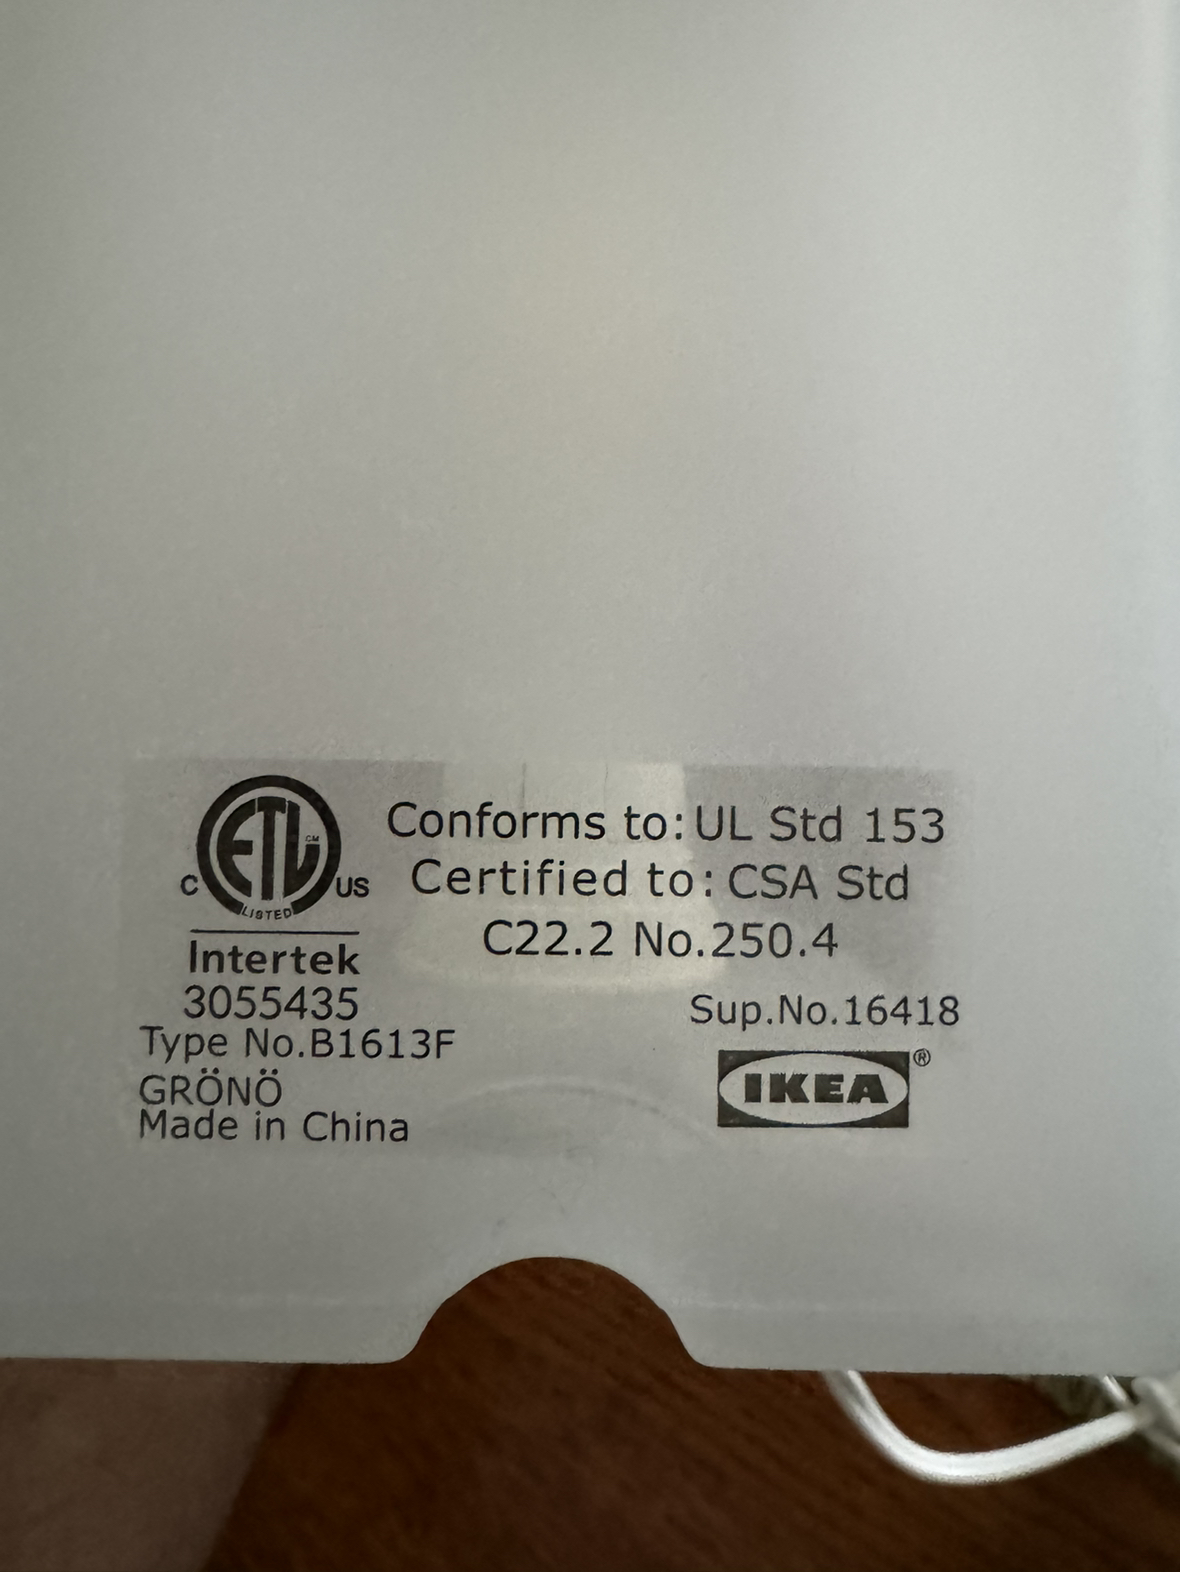 ETL CM
C US
LISTED
Intertek
3055435
Conforms to: UL Std 153
Certified to: CSA Std
C22.2 No.250.4
Type No.B1613F
GRÖNÖ
Made in China
Sup.No.16418
IKEA®